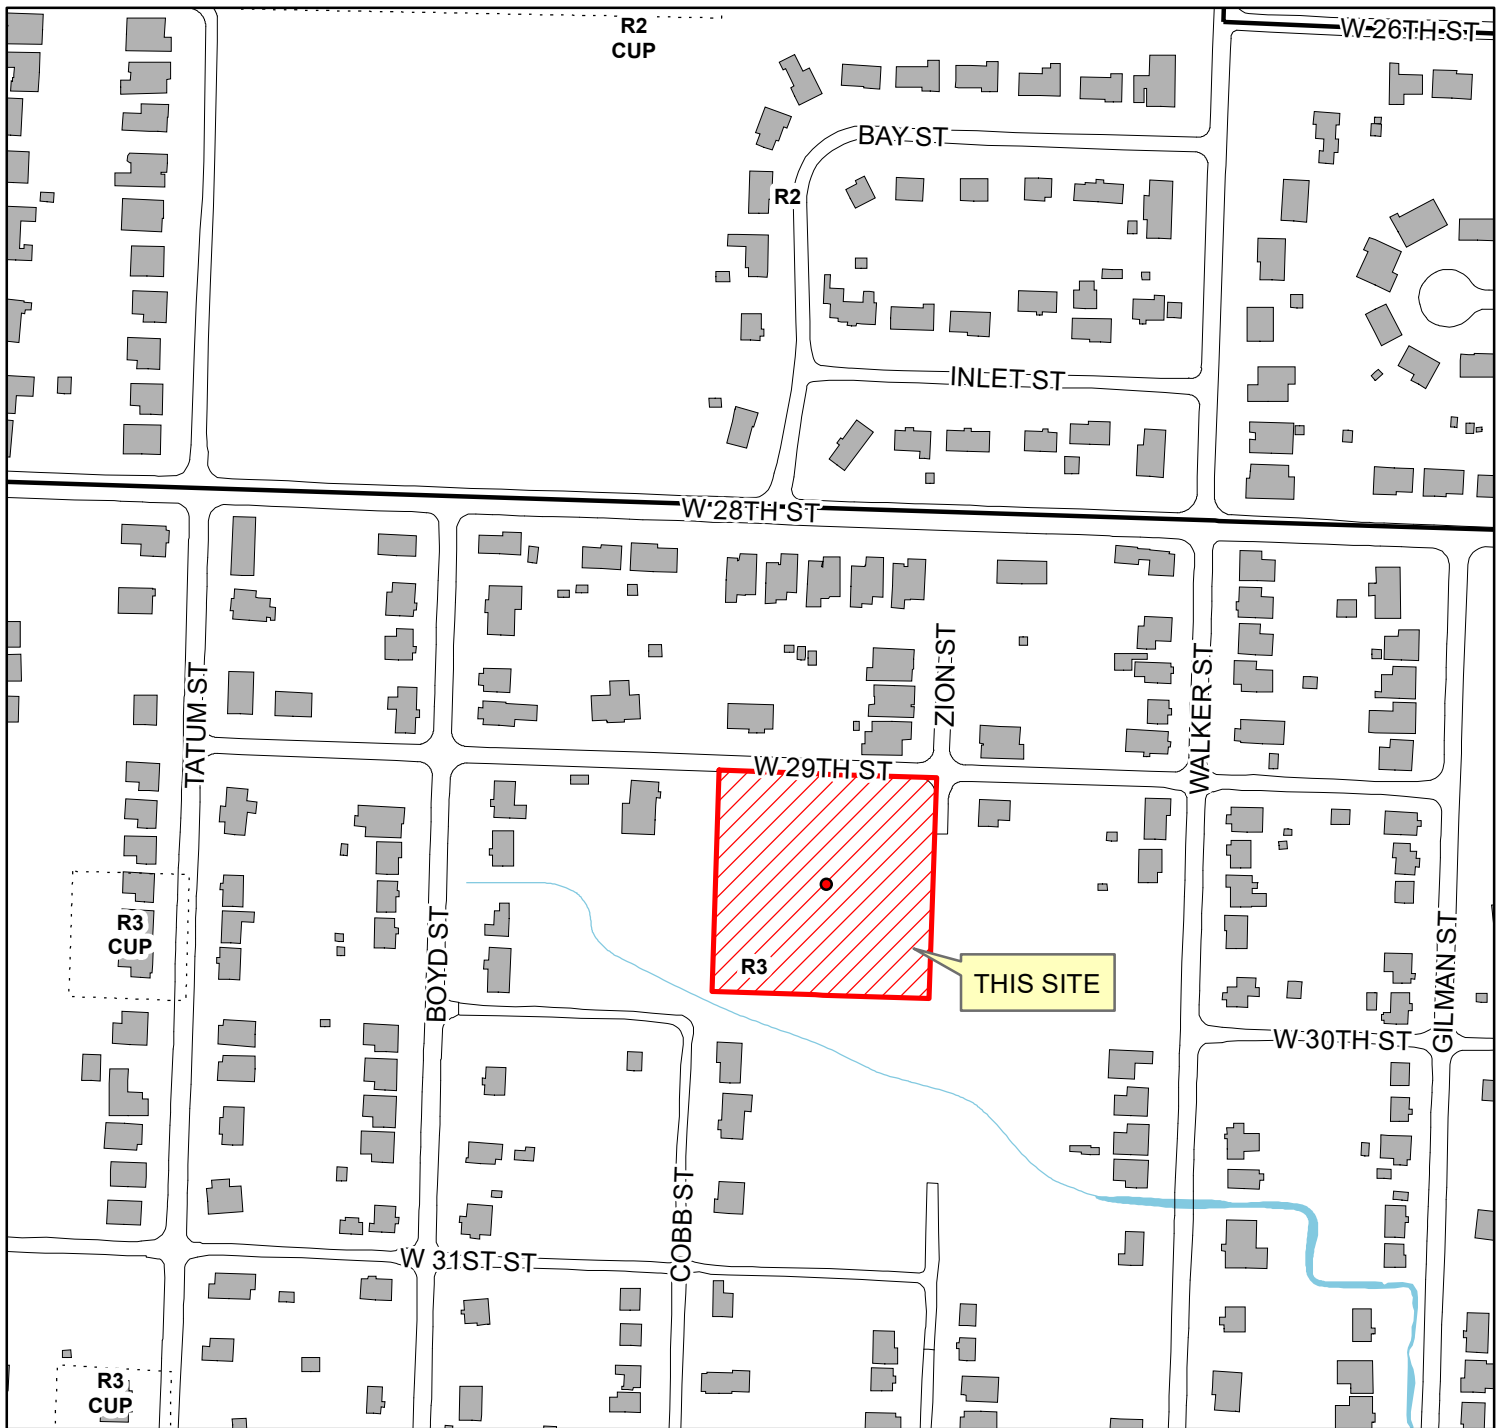 R2
CUP
W 26TH ST
BAY ST
R2
INLET ST
W 28TH ST
ZION ST
WALKER ST
TATUM ST
W 29TH ST
R3
CUP
BOYD ST
R3
THIS SITE
GILMAN ST
W 30TH ST
COBB ST
W 31ST ST
R3
CUP